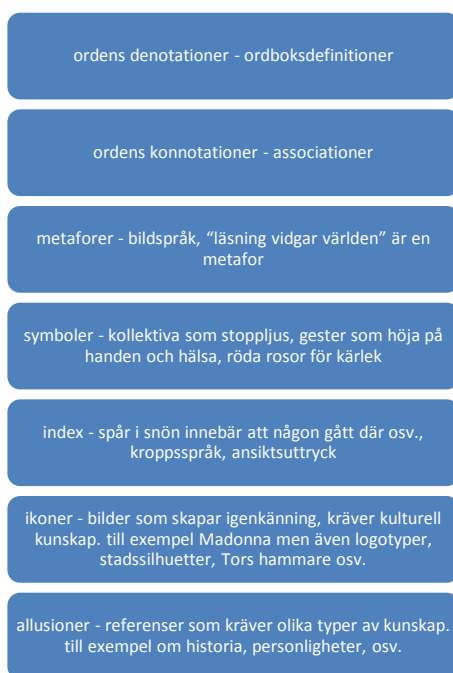 ordens denotationer - ordboksdefinitioner
ordens konnotationer - associationer
metaforer - bildspråk, “läsning vidgar världen” är en
metafor
symboler - kollektiva som stoppljus, gester som höja på
handen och hälsa, röda rosor för kärlek
index - spår i snön innebär att någon gått där osv.,
kroppsspråk, ansiktsuttryck
ikoner - bilder som skapar igenkänning, kräver kulturell
kunskap. till exempel Madonna men även logotyper,
stadssilhuetter, Tors hammare osv.
allusioner - referenser som kräver olika typer av kunskap.
till exempel om historia, personligheter, osv.